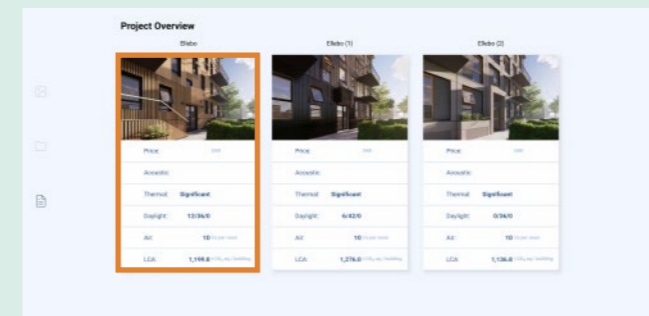 Project Overview
Ellebo
Ellebo (1)
Ellebo (2)
Price:
Acoustic:
Thermal: Significant
Daylight: 12/36/0
Air: 10
LCA: 1,199.8
Price:
Acoustic:
Thermal: Significant
Daylight: 6/42/0
Air: 10
LCA: 1,276.0
Price:
Acoustic:
Thermal: Significant
Daylight: 0/36/0
Air: 10
LCA: 1,136.0